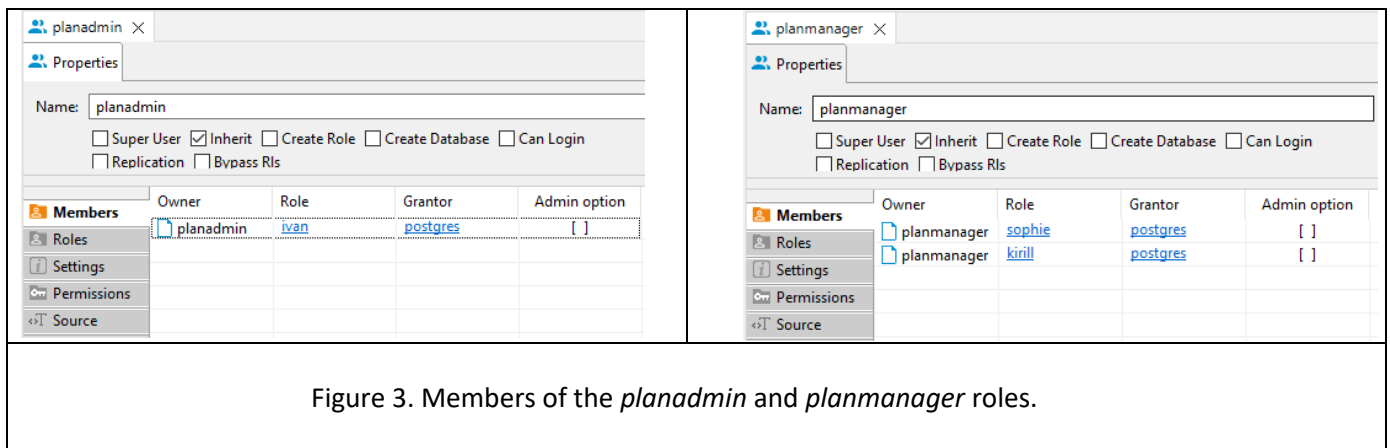 planadmin
Properties
Name: planadmin
Super User Inherit Create Role Create Database Can Login
Replication Bypass Rls
Members
Roles
Settings
Permissions
Source
Owner Role Grantor Admin option
planadmin ivan postgres [ ]
planmanager
Properties
Name: planmanager
Super User Inherit Create Role Create Database Can Login
Replication Bypass Rls
Members
Roles
Settings
Permissions
Source
Owner Role Grantor Admin option
planmanager sophie postgres [ ]
planmanager kirill postgres [ ]
Figure 3. Members of the planadmin and planmanager roles.